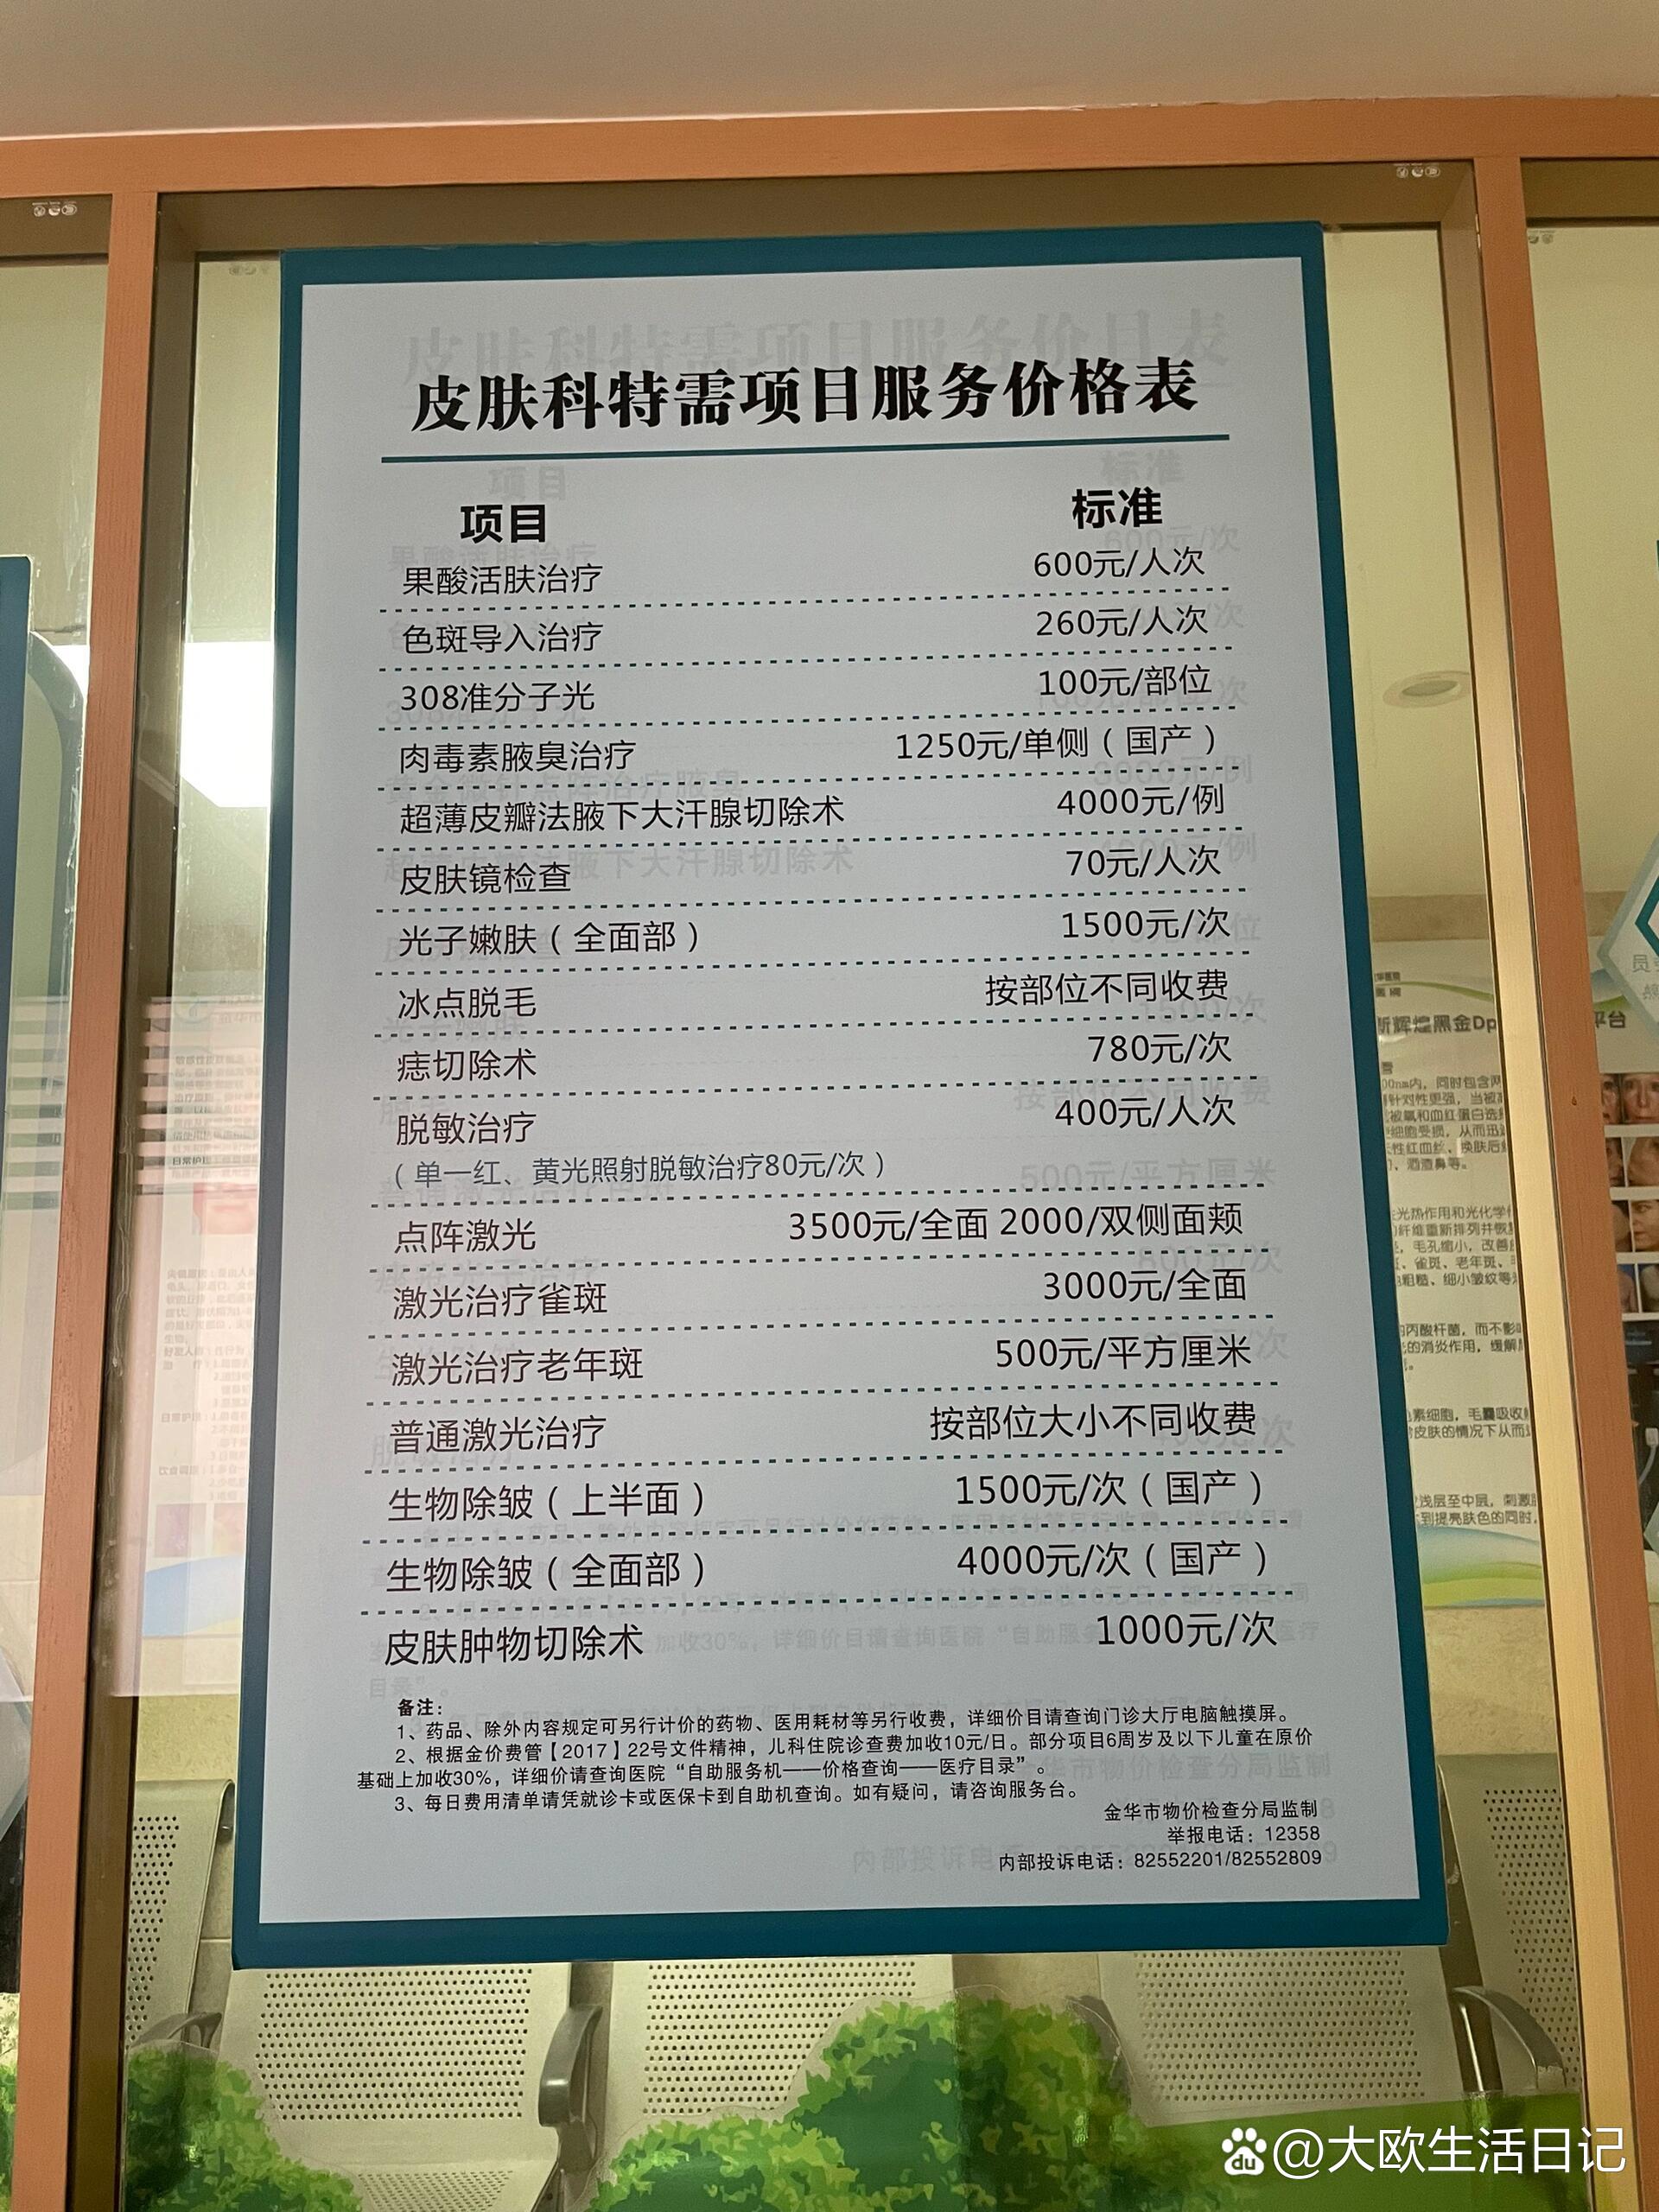 皮肤科特需项目服务价格表
项目 标准
果酸活肤治疗 600元/人次
色斑导入治疗 260元/人次
308准分子光 100元/部位
肉毒素腋臭治疗 1250元/单侧（国产）
超薄皮瓣法腋下大汗腺切除术 4000元/例
皮肤镜检查 70元/人次
光子嫩肤（全面部） 1500元/次
冰点脱毛 按部位不同收费
痣切除术 780元/次
脱敏治疗 400元/人次
（单一红、黄光照射脱敏治疗80元/次）
点阵激光 3500元/全面 2000/双侧面颊
激光治疗雀斑 3000元/全面
激光治疗老年斑 500元/平方厘米
普通激光治疗 按部位大小不同收费
生物除皱（上半面） 1500元/次（国产）
生物除皱（全面部） 4000元/次（国产）
皮肤肿物切除术 1000元/次
备注：
1、药品、除外内容规定可另行计价的药物、医用耗材等另行收费，详细价目请查询门诊大厅电脑触摸屏。
2、根据金价费管【2017】22号文件精神，儿科住院诊查费加收10元/日。部分项目6周岁及以下儿童在原价
基础上加收30%，详细价请查询医院“自助服务机——价格查询——医疗目录”。
3、每日费用清单请凭就诊卡或医保卡到自助机查询。如有疑问，请咨询服务台。
金华市物价检查分局监制
举报电话：12358
内部投诉电话：82552201/82552809
du @大欧生活日记